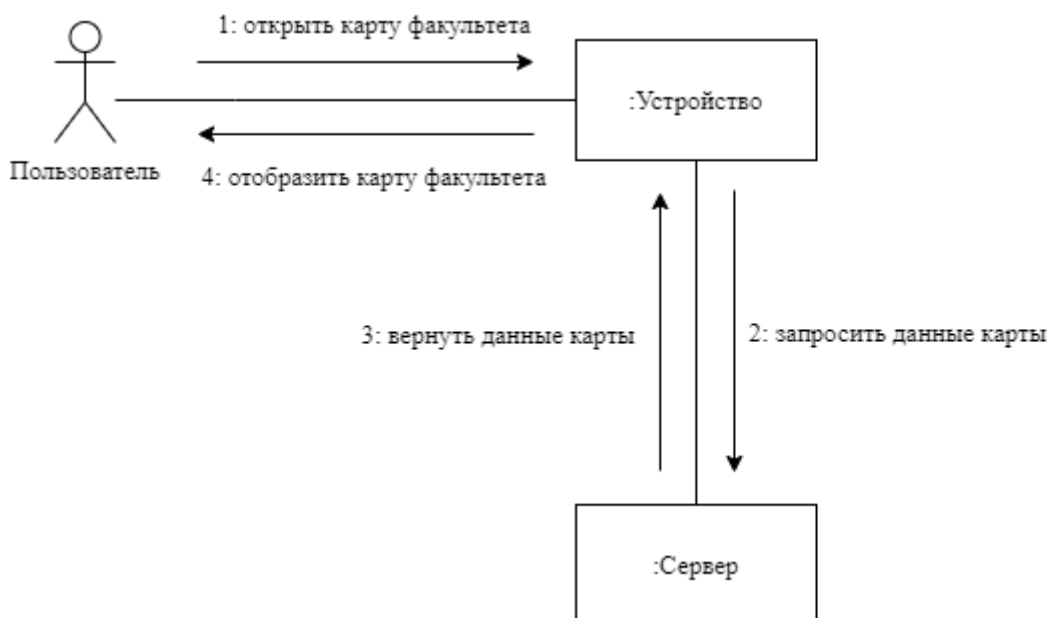 1: открыть карту факультета
:Устройство
Пользователь
4: отобразить карту факультета
3: вернуть данные карты
2: запросить данные карты
:Сервер